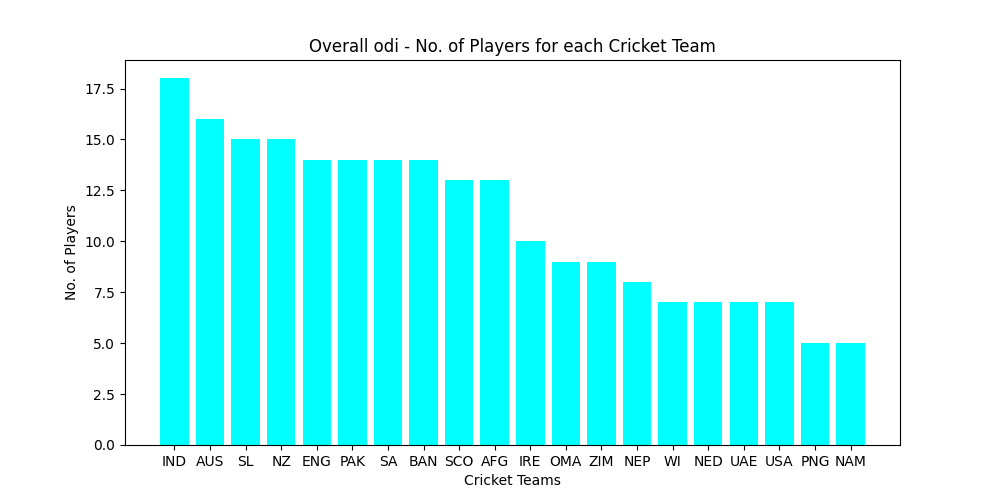 Overall odi - No. of Players for each Cricket Team
No. of Players
17.5
15.0
12.5
10.0
7.5
5.0
2.5
0.0
IND AUS SL NZ ENG PAK SA BAN SCO AFG IRE OMA ZIM NEP WI NED UAE USA PNG NAM
Cricket Teams